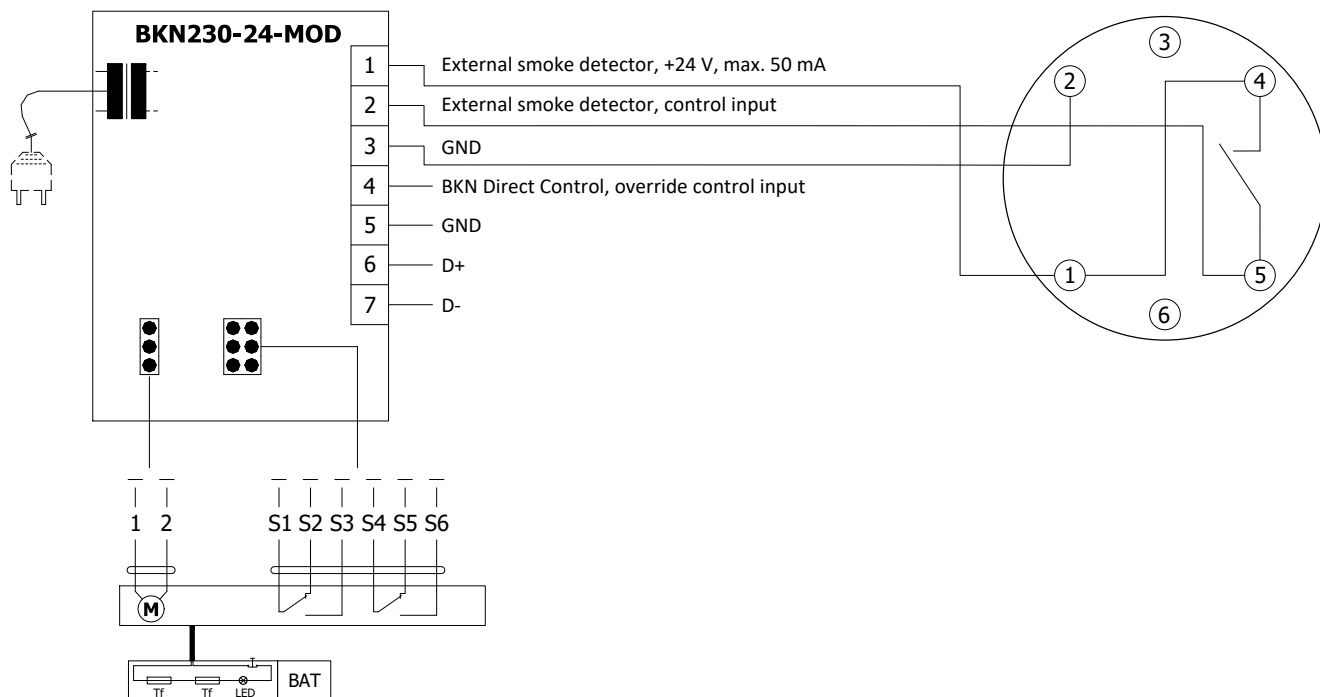 BKN230-24-MOD
1 External smoke detector, +24 V, max. 50 mA
2 External smoke detector, control input
3 GND
4 BKN Direct Control, override control input
5 GND
6 D+
7 D-
3
2 4
1 5
6
1 2 S1 S2 S3 S4 S5 S6
M
BAT
Tf Tf LED